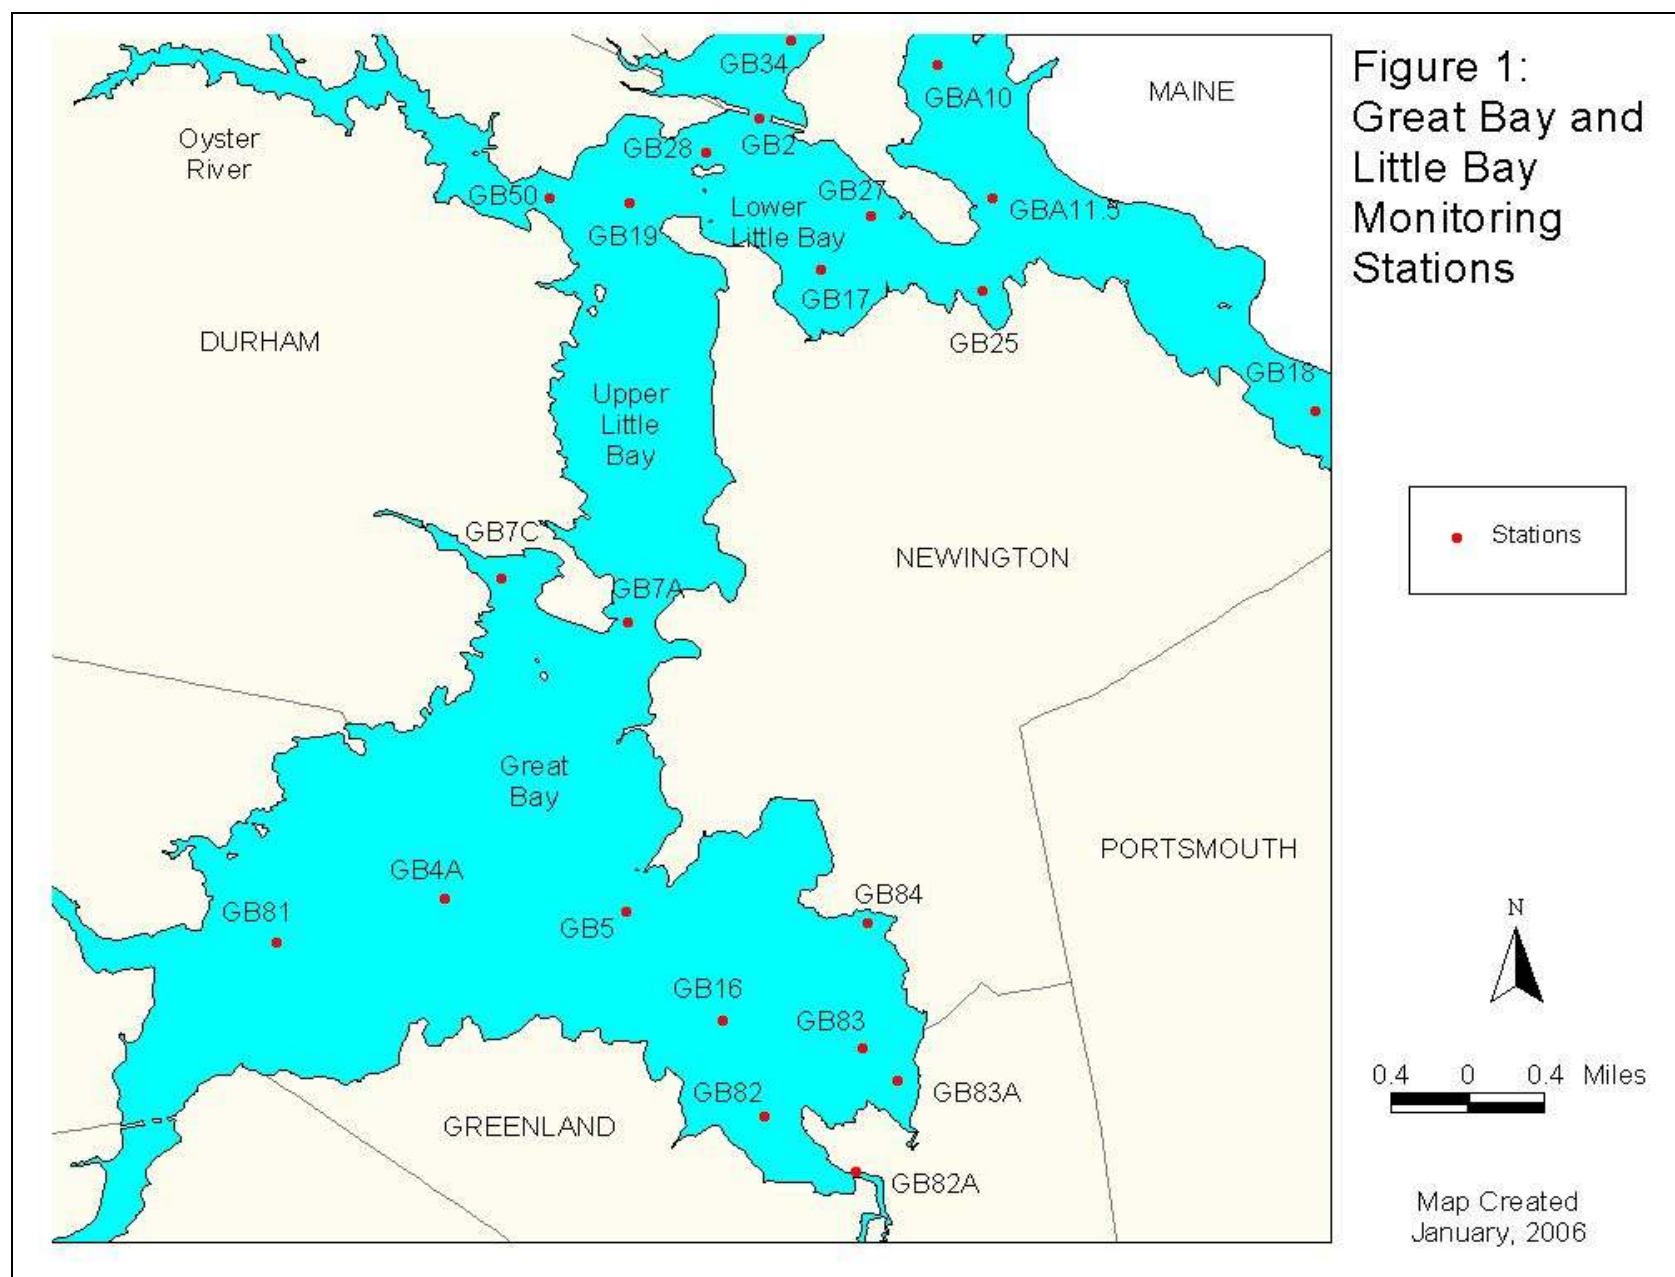 Figure 1:
Great Bay and
Little Bay
Monitoring
Stations
GB34
GBA10
MAINE
Oyster
River
GB28
GB2
GB50
GB27
Lower
Little Bay
GBA11.5
GB19
GB17
DURHAM
GB25
GB18
Upper
Little
Bay
GB7C
Stations
NEWINGTON
GB7A
Great
Bay
PORTSMOUTH
GB4A
GB84
GB81
GB5
N
GB16
GB83
0.4 0 0.4 Miles
GB82
GB83A
GREENLAND
GB82A
Map Created
January, 2006